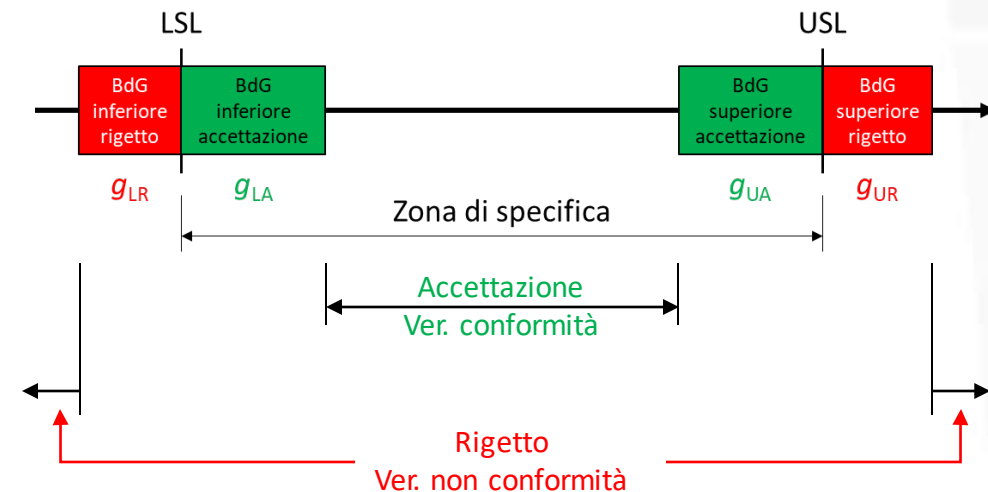 LSL
USL
BdG
inferiore
rigetto
BdG
inferiore
accettazione
BdG
superiore
accettazione
BdG
superiore
rigetto
gLR
gLA
gUA
gUR
Zona di specifica
Accettazione
Ver. conformità
Rigetto
Ver. non conformità